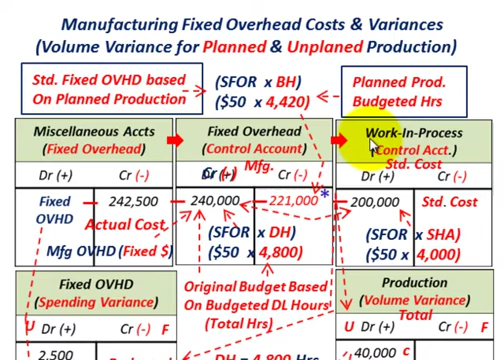 Manufacturing Fixed Overhead Costs & Variances
(Volume Variance for Planned & Unplaned Production)
Std. Fixed OVHD based
On Planned Production
(SFOR x BH)
($50 x 4,420)
Planned Prod.
Budgeted Hrs
Miscellaneous Accts
(Fixed Overhead)
Fixed Overhead
(Control Account)
Mfg.
Work-In-Process
(Control Acct.)
Std. Cost
Dr (+) Cr (-)
Cr (-)
Dr (+) Cr (-)
Fixed
OVHD
242,500
240,000
221,000 *
200,000
Std. Cost
Actual Cost
Mfg OVHD (Fixed $)
(SFOR x DH)
($50 x 4,800)
(SFOR x SHA)
($50 x 4,000)
Fixed OVHD
(Spending Variance)
Original Budget Based
On Budgeted DL Hours
(Total Hrs)
Production
(Volume Variance)
Total
U Dr (+) Cr (-) F
U Dr (+) Cr (-) F
2,500
40,000 c
DH = 4,800 Hrs